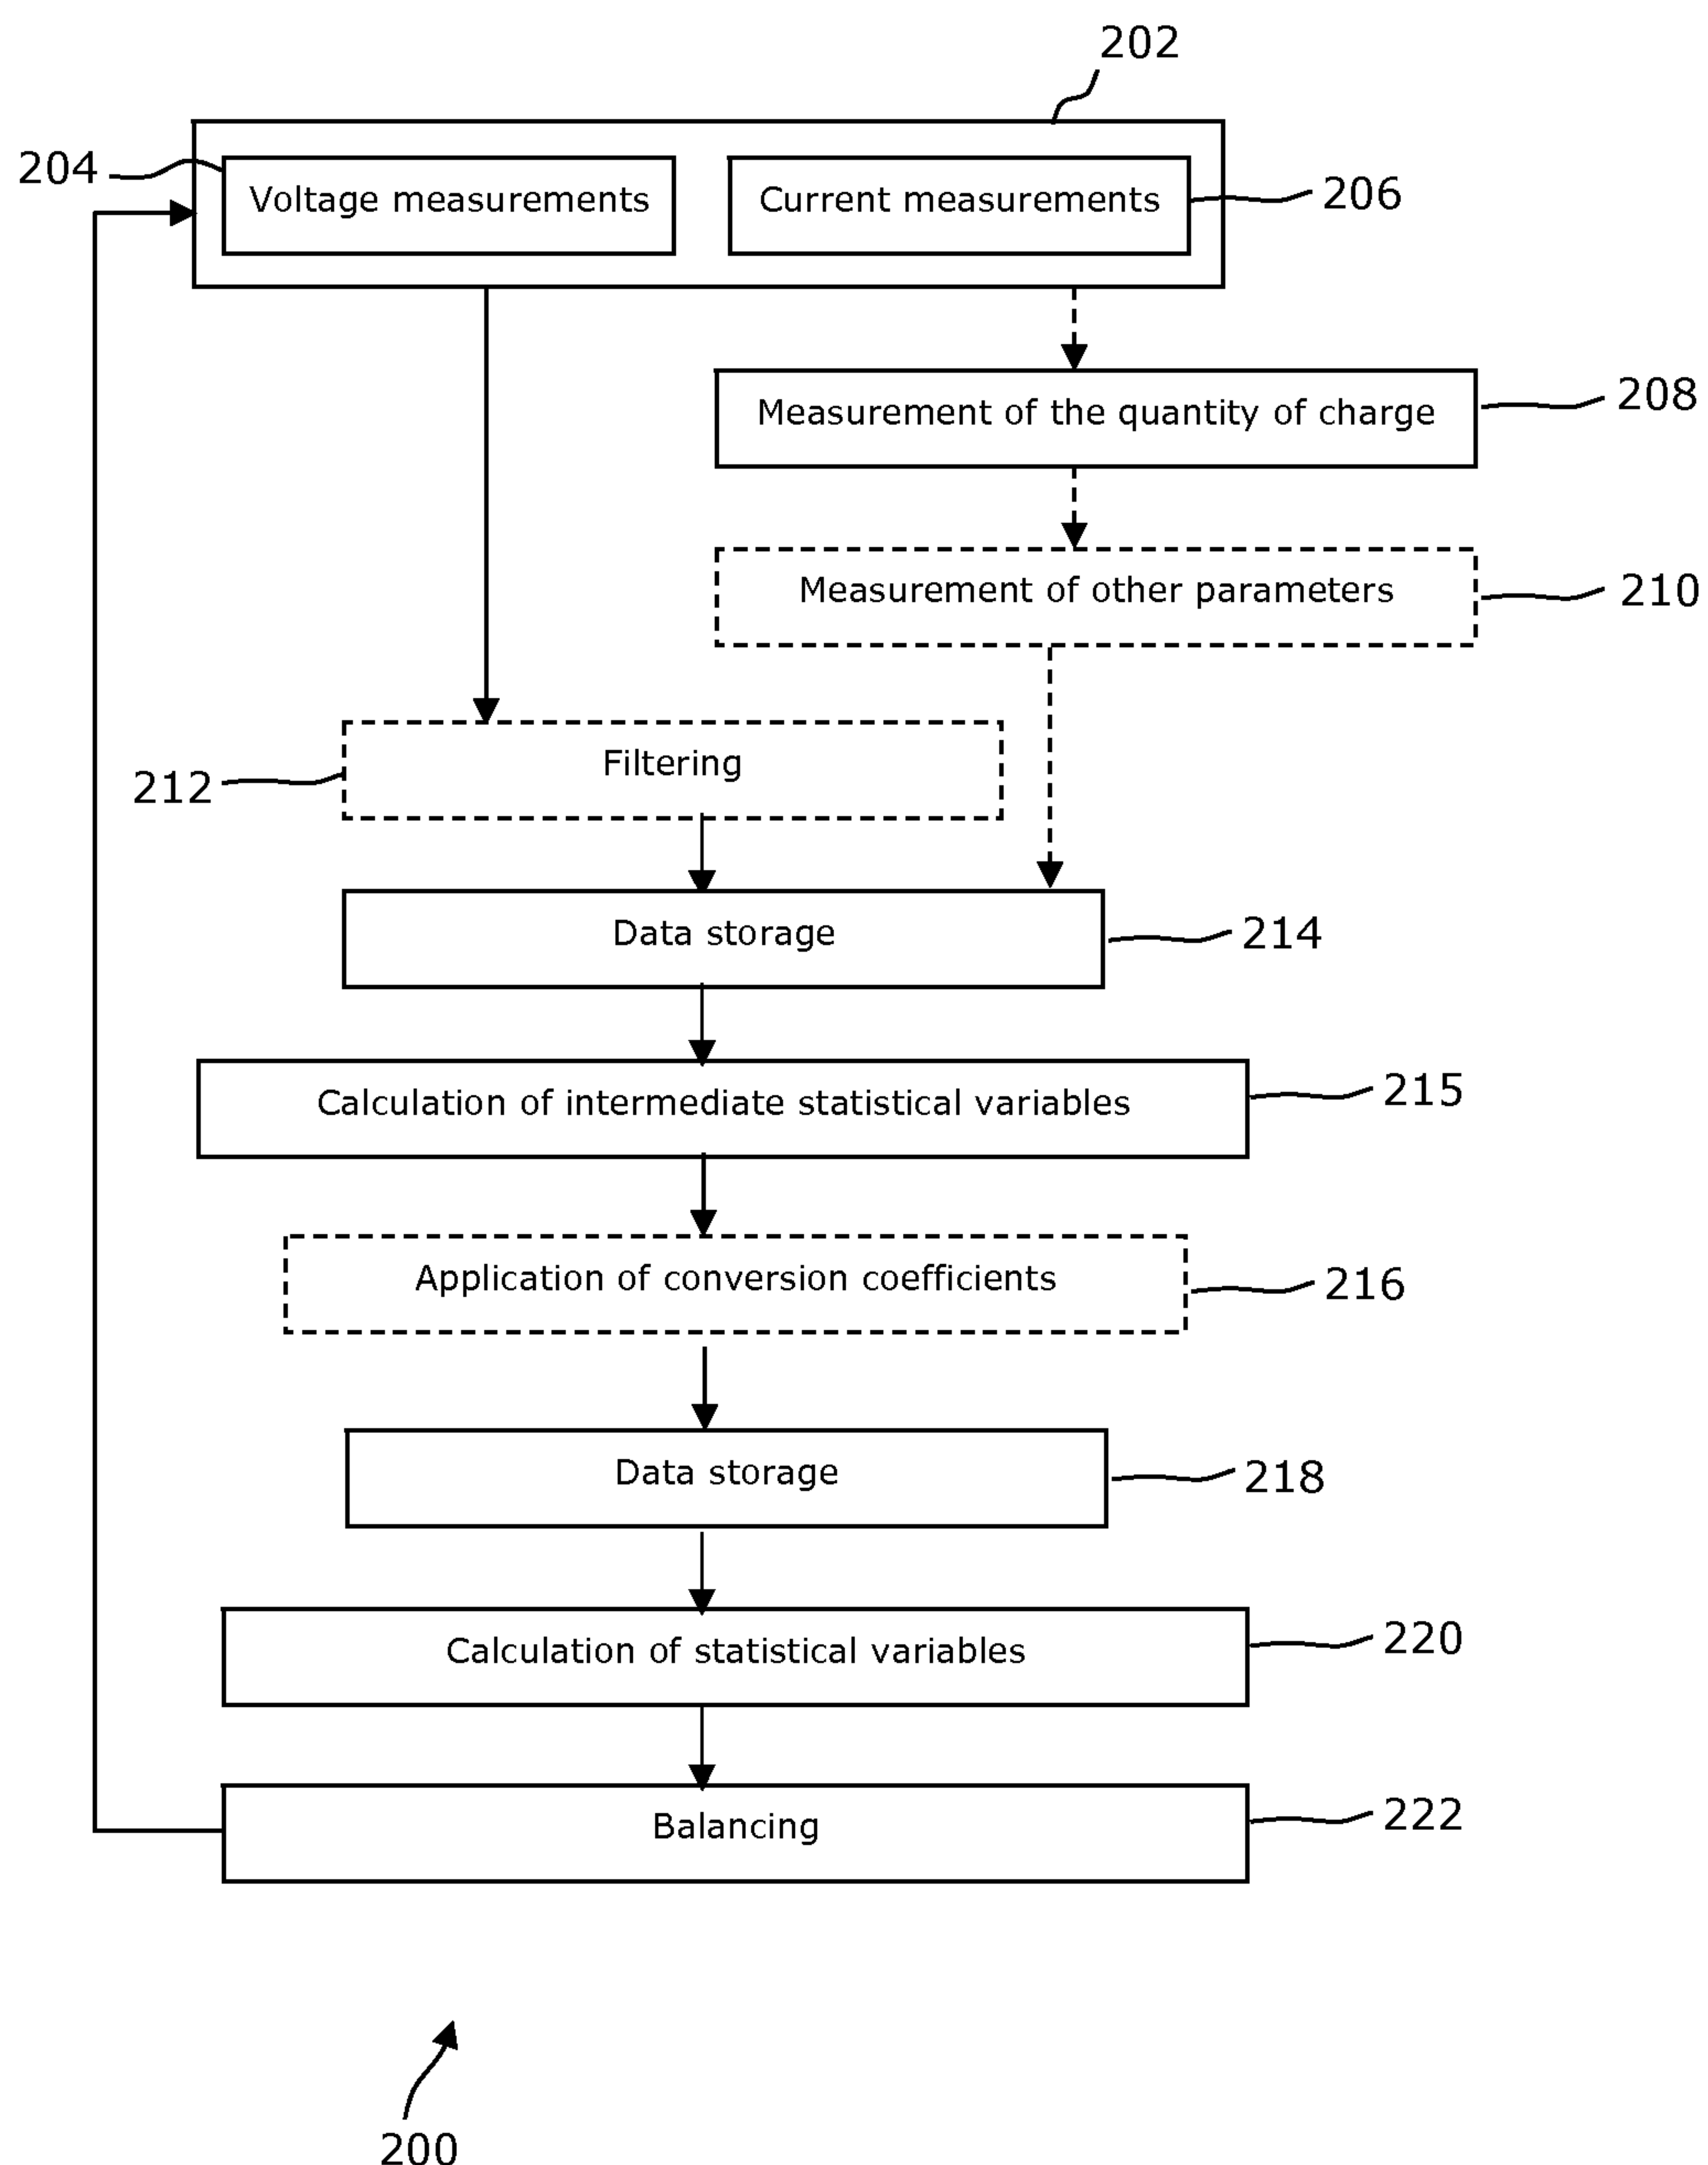 202
204
Voltage measurements
Current measurements
206
Measurement of the quantity of charge
208
Measurement of other parameters
210
Filtering
212
Data storage
214
Calculation of intermediate statistical variables
215
Application of conversion coefficients
216
Data storage
218
Calculation of statistical variables
220
Balancing
222
200